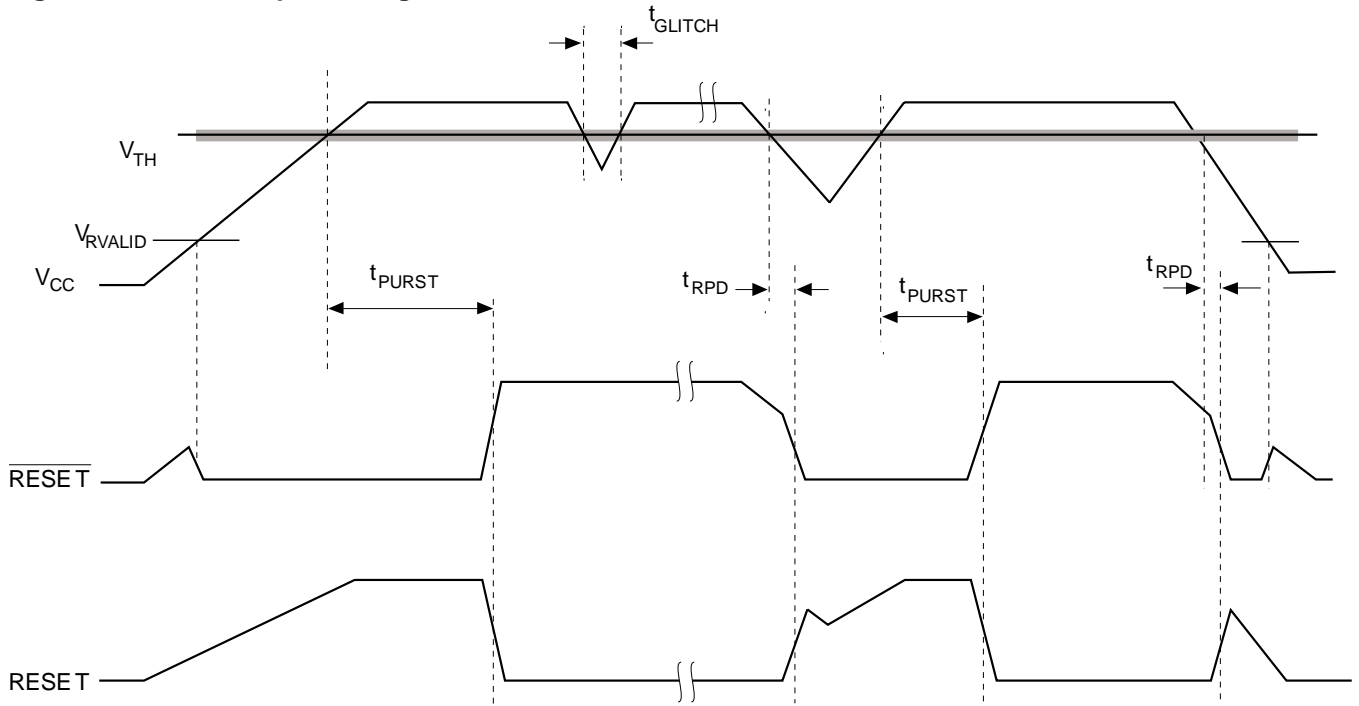 tGLITCH
VTH
VRVALID
VCC
tPURST
tRPD
tPURST
tRPD
RESET
RESET